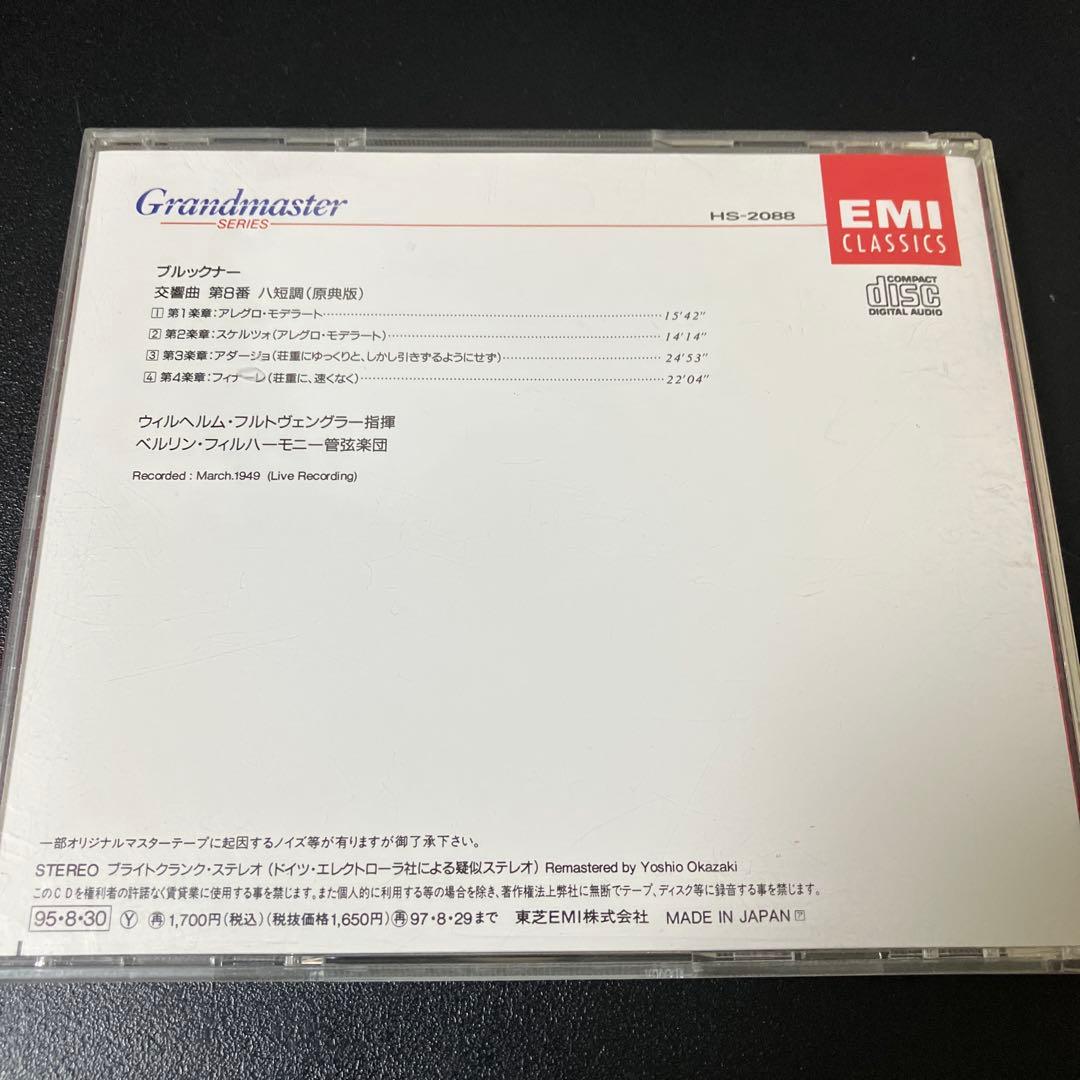 Grandmaster
SERIES
HS-2088
EMI
CLASSICS
COMPACT
disc
DIGITAL AUDIO
ブルックナー
交響曲 第8番 ハ短調(原典版)
1 第1楽章:アレグロ・モデラート 15'42"
2 第2楽章:スケルツォ(アレグロ・モデラート) 14'14"
3 第3楽章:アダージョ(荘重にゆっくりと、しかし引きずるようにせず) 24'53"
4 第4楽章:フィナーレ(荘重に、速くなく) 22'04"
ウィルヘルム・フルトヴェングラー指揮
ベルリン・フィルハーモニー管弦楽団
Recorded : March.1949 (Live Recording)
一部オリジナルマスターテープに起因するノイズ等が有りますが御了承下さい。
STEREO ブライトクランク・ステレオ(ドイツ・エレクトローラ社による疑似ステレオ) Remastered by Yoshio Okazaki
このCDを権利者の許諾なく賃貸業に使用する事を禁じます。また個人的に利用する等の場合を除き、著作権法上弊社に無断でテープ、ディスク等に録音する事を禁じます。
95・8・30 Ⓨ ㊢1,700円(税込)(税抜価格1,650円)㊢97・8・29まで 東芝EMI株式会社 MADE IN JAPAN ア